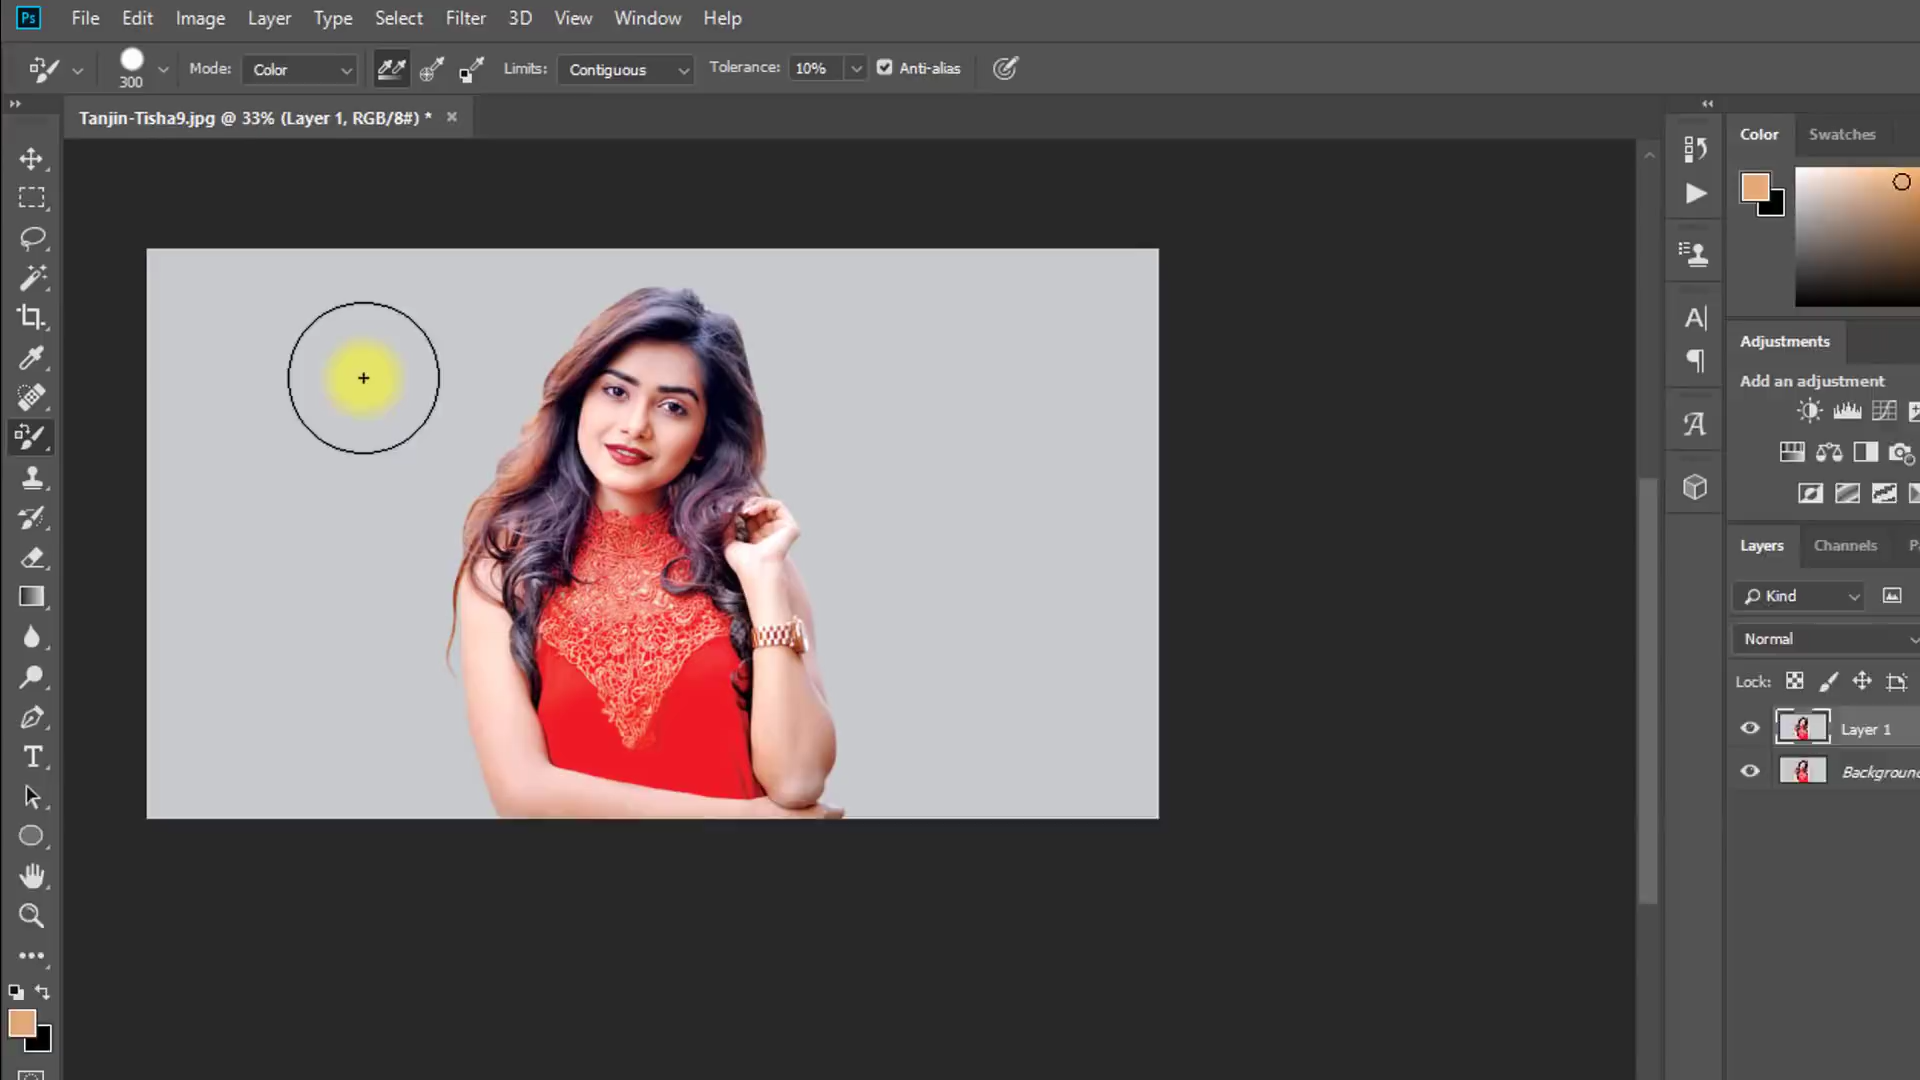 Ps File Edit Image Layer Type Select Filter 3D View Window Help
300 Mode: Color Limits: Contiguous Tolerance: 10% Anti-alias
Tanjin-Tisha9.jpg @ 33% (Layer 1, RGB/8#) *
Color Swatches
Adjustments
Add an adjustment
Layers Channels
Kind
Normal
Lock:
Layer 1
Background